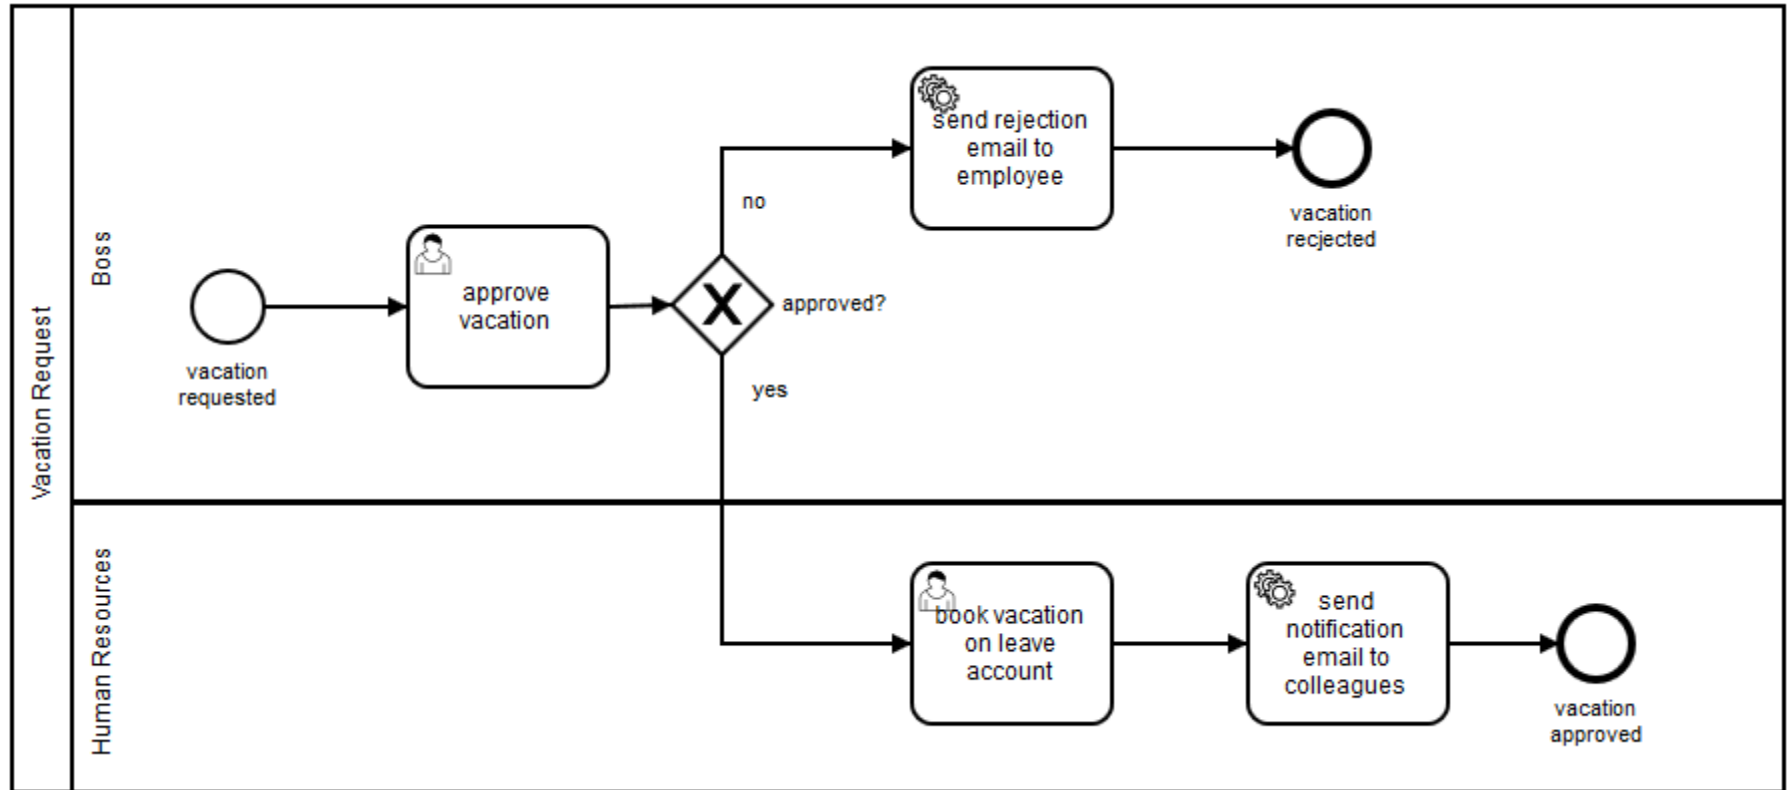 Vacation Request
Boss
vacation
requested
approve
vacation
approved?
no
send rejection
email to
employee
vacation
recjected
yes
Human Resources
book vacation
on leave
account
send
notification
email to
colleagues
vacation
approved